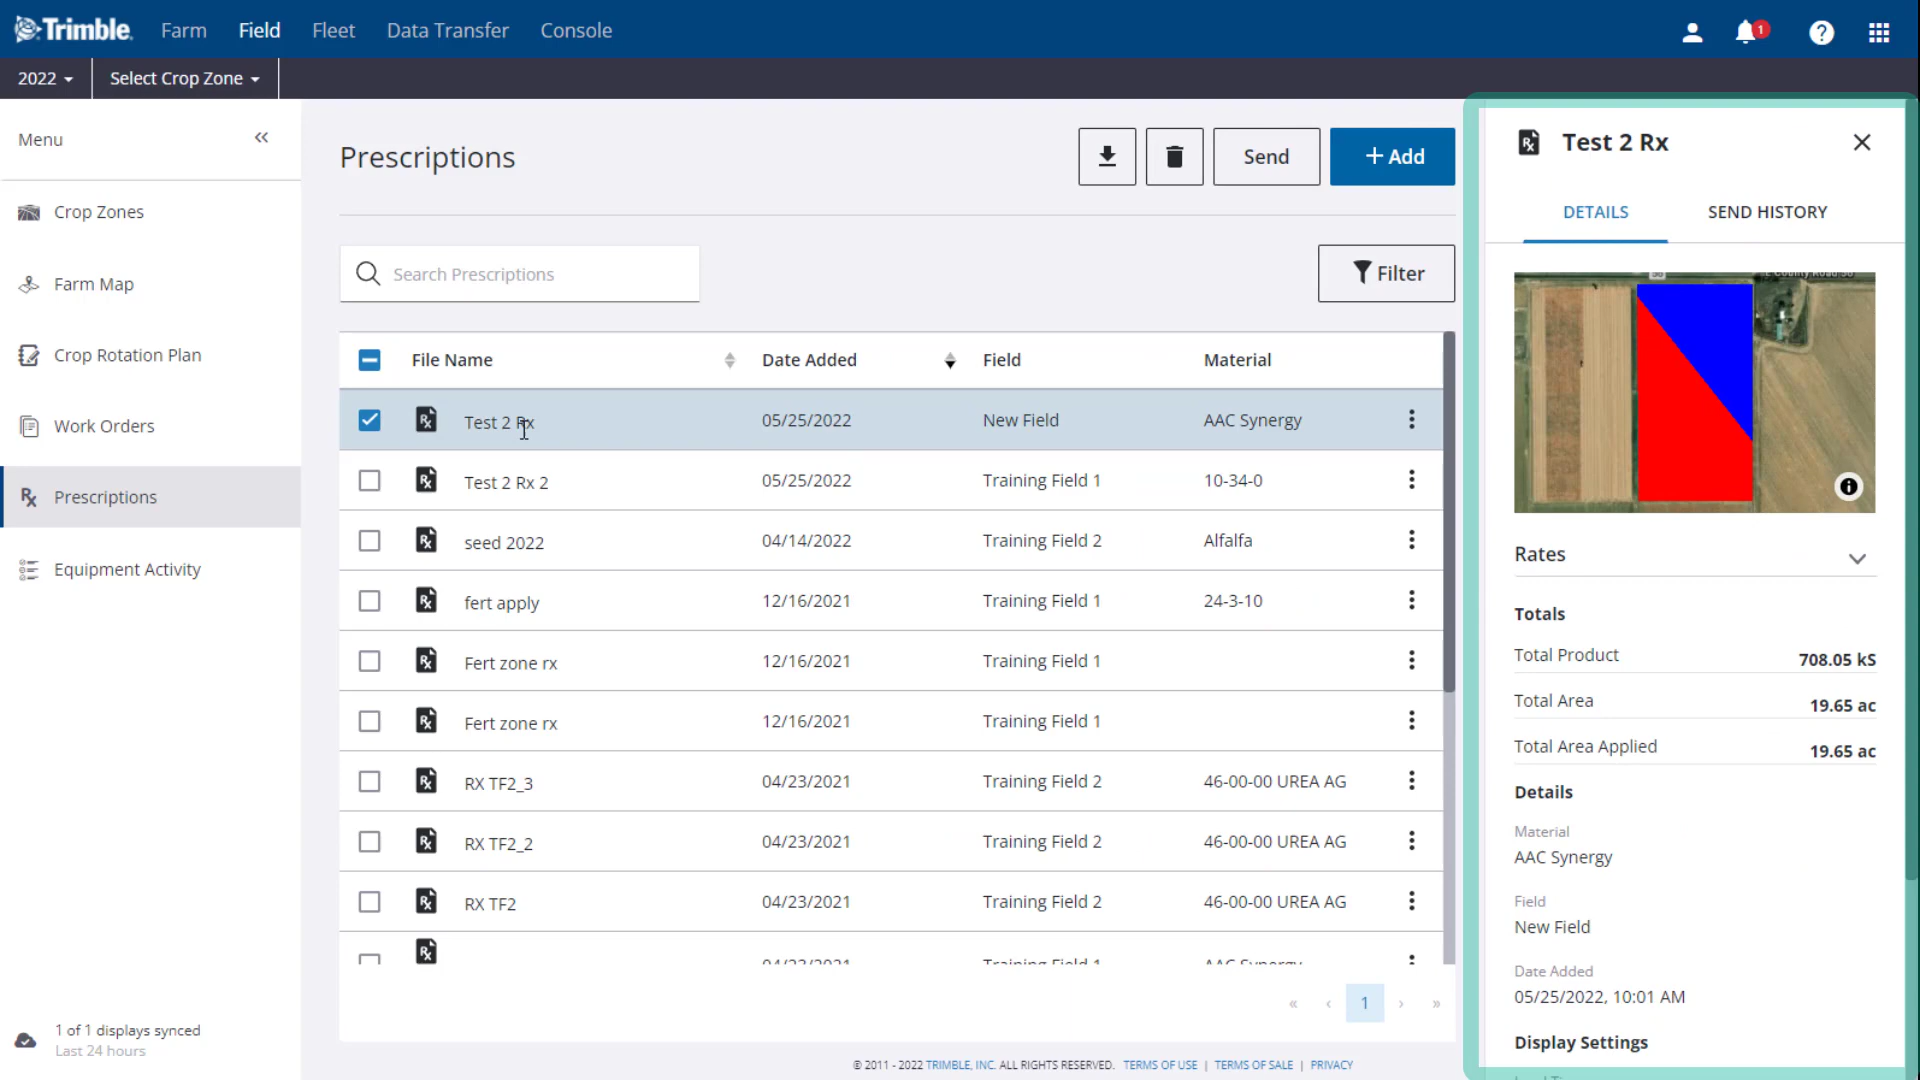 Trimble. Farm Field Fleet Data Transfer Console 1 ?
2022 Select Crop Zone
Menu «
Crop Zones
Farm Map
Crop Rotation Plan
Work Orders
Rx Prescriptions
Equipment Activity
1 of 1 displays synced
Last 24 hours
Prescriptions
Send + Add
Search Prescriptions Filter
File Name Date Added Field Material
Test 2 Rx 05/25/2022 New Field AAC Synergy
Test 2 Rx 2 05/25/2022 Training Field 1 10-34-0
seed 2022 04/14/2022 Training Field 2 Alfalfa
fert apply 12/16/2021 Training Field 1 24-3-10
Fert zone rx 12/16/2021 Training Field 1
Fert zone rx 12/16/2021 Training Field 1
RX TF2_3 04/23/2021 Training Field 2 46-00-00 UREA AG
RX TF2_2 04/23/2021 Training Field 2 46-00-00 UREA AG
RX TF2 04/23/2021 Training Field 2 46-00-00 UREA AG
04/23/2021 Training Field 1 AAC Synergy
« ‹ 1 › »
© 2011 - 2022 TRIMBLE, INC. ALL RIGHTS RESERVED. TERMS OF USE | TERMS OF SALE | PRIVACY
Test 2 Rx
DETAILS SEND HISTORY
Rates
Totals
Total Product 708.05 kS
Total Area 19.65 ac
Total Area Applied 19.65 ac
Details
Material
AAC Synergy
Field
New Field
Date Added
05/25/2022, 10:01 AM
Display Settings